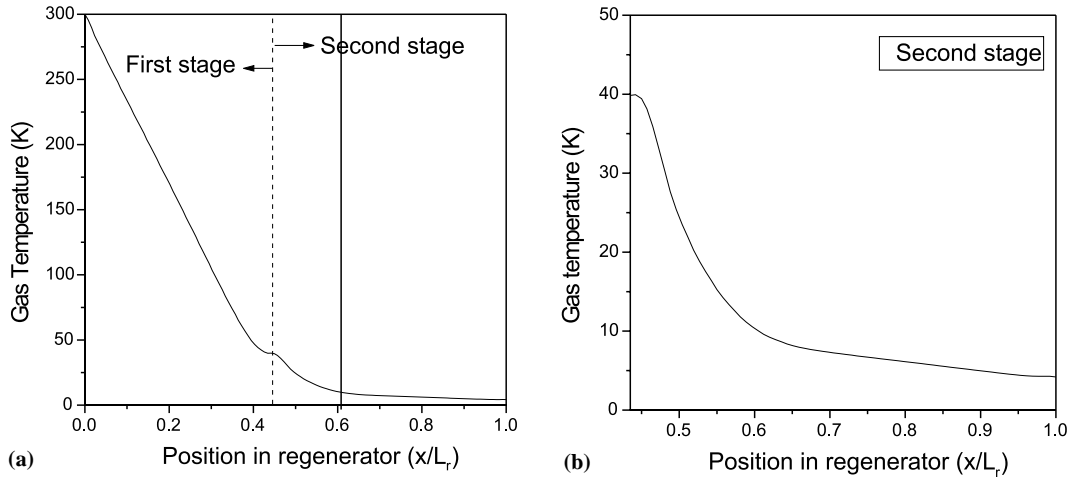 300
250
200
150
100
50
0
Gas Temperature (K)
Second stage
First stage
0.0 0.2 0.4 0.6 0.8 1.0
Position in regenerator (x/Lr)
(a)
50
40
30
20
10
0
Gas temperature (K)
Second stage
0.5 0.6 0.7 0.8 0.9 1.0
Position in regenerator (x/Lr)
(b)